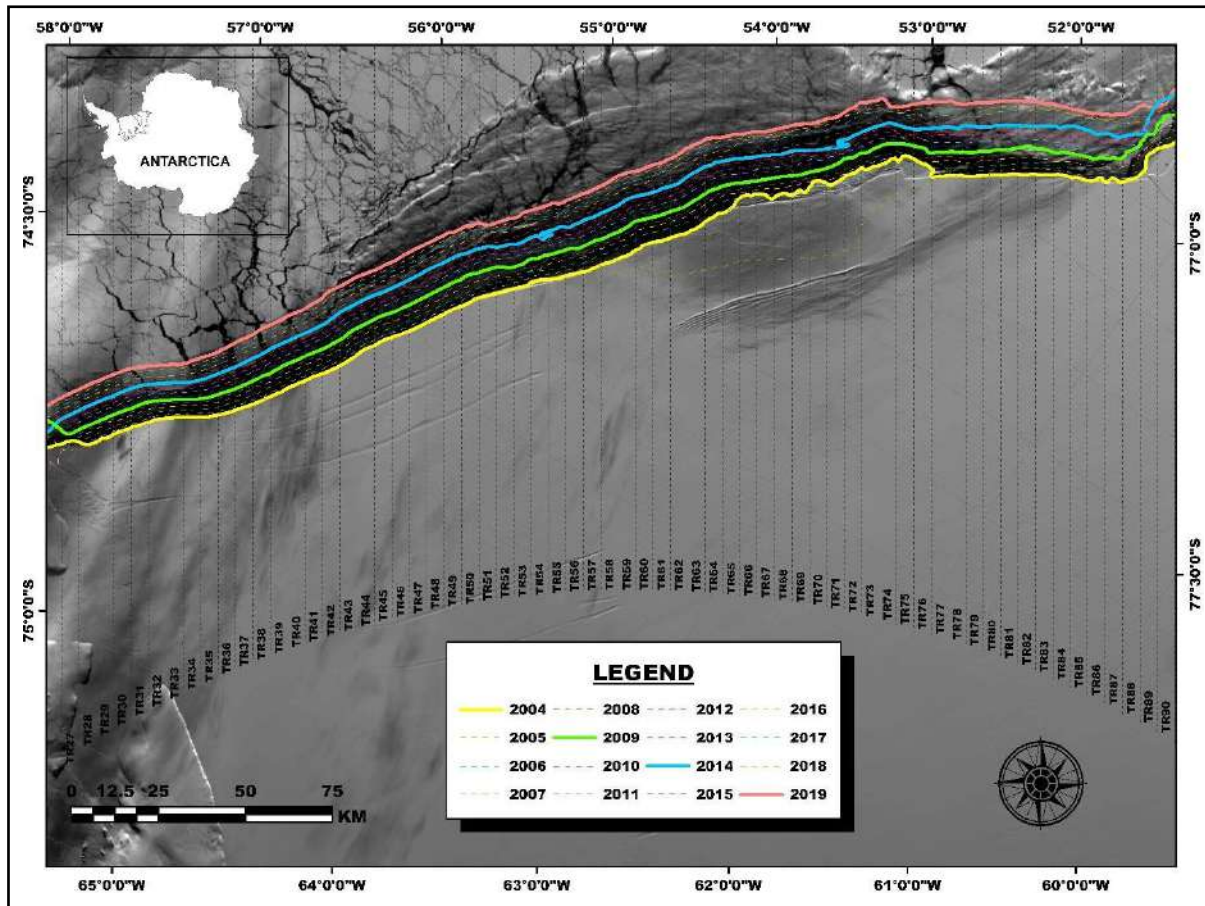 58°0'0"W 57°0'0"W 56°0'0"W 55°0'0"W 54°0'0"W 53°0'0"W 52°0'0"W
ANTARCTICA
74°30'0"S
77°0'0"S
75°0'0"S
77°30'0"S
TR27
TR28
TR29
TR30
TR31
TR32
TR33
TR34
TR35
TR36
TR37
TR38
TR39
TR40
TR41
TR42
TR43
TR44
TR45
TR46
TR47
TR48
TR49
TR50
TR51
TR52
TR53
TR54
TR55
TR56
TR57
TR58
TR59
TR60
TR61
TR62
TR63
TR64
TR65
TR66
TR67
TR68
TR69
TR70
TR71
TR72
TR73
TR74
TR75
TR76
TR77
TR78
TR79
TR80
TR81
TR82
TR83
TR84
TR85
TR86
TR87
TR88
TR89
TR90
LEGEND
2004 2008 2012 2016
2005 2009 2013 2017
2006 2010 2014 2018
2007 2011 2015 2019
0 12.5 25 50 75
KM
65°0'0"W 64°0'0"W 63°0'0"W 62°0'0"W 61°0'0"W 60°0'0"W